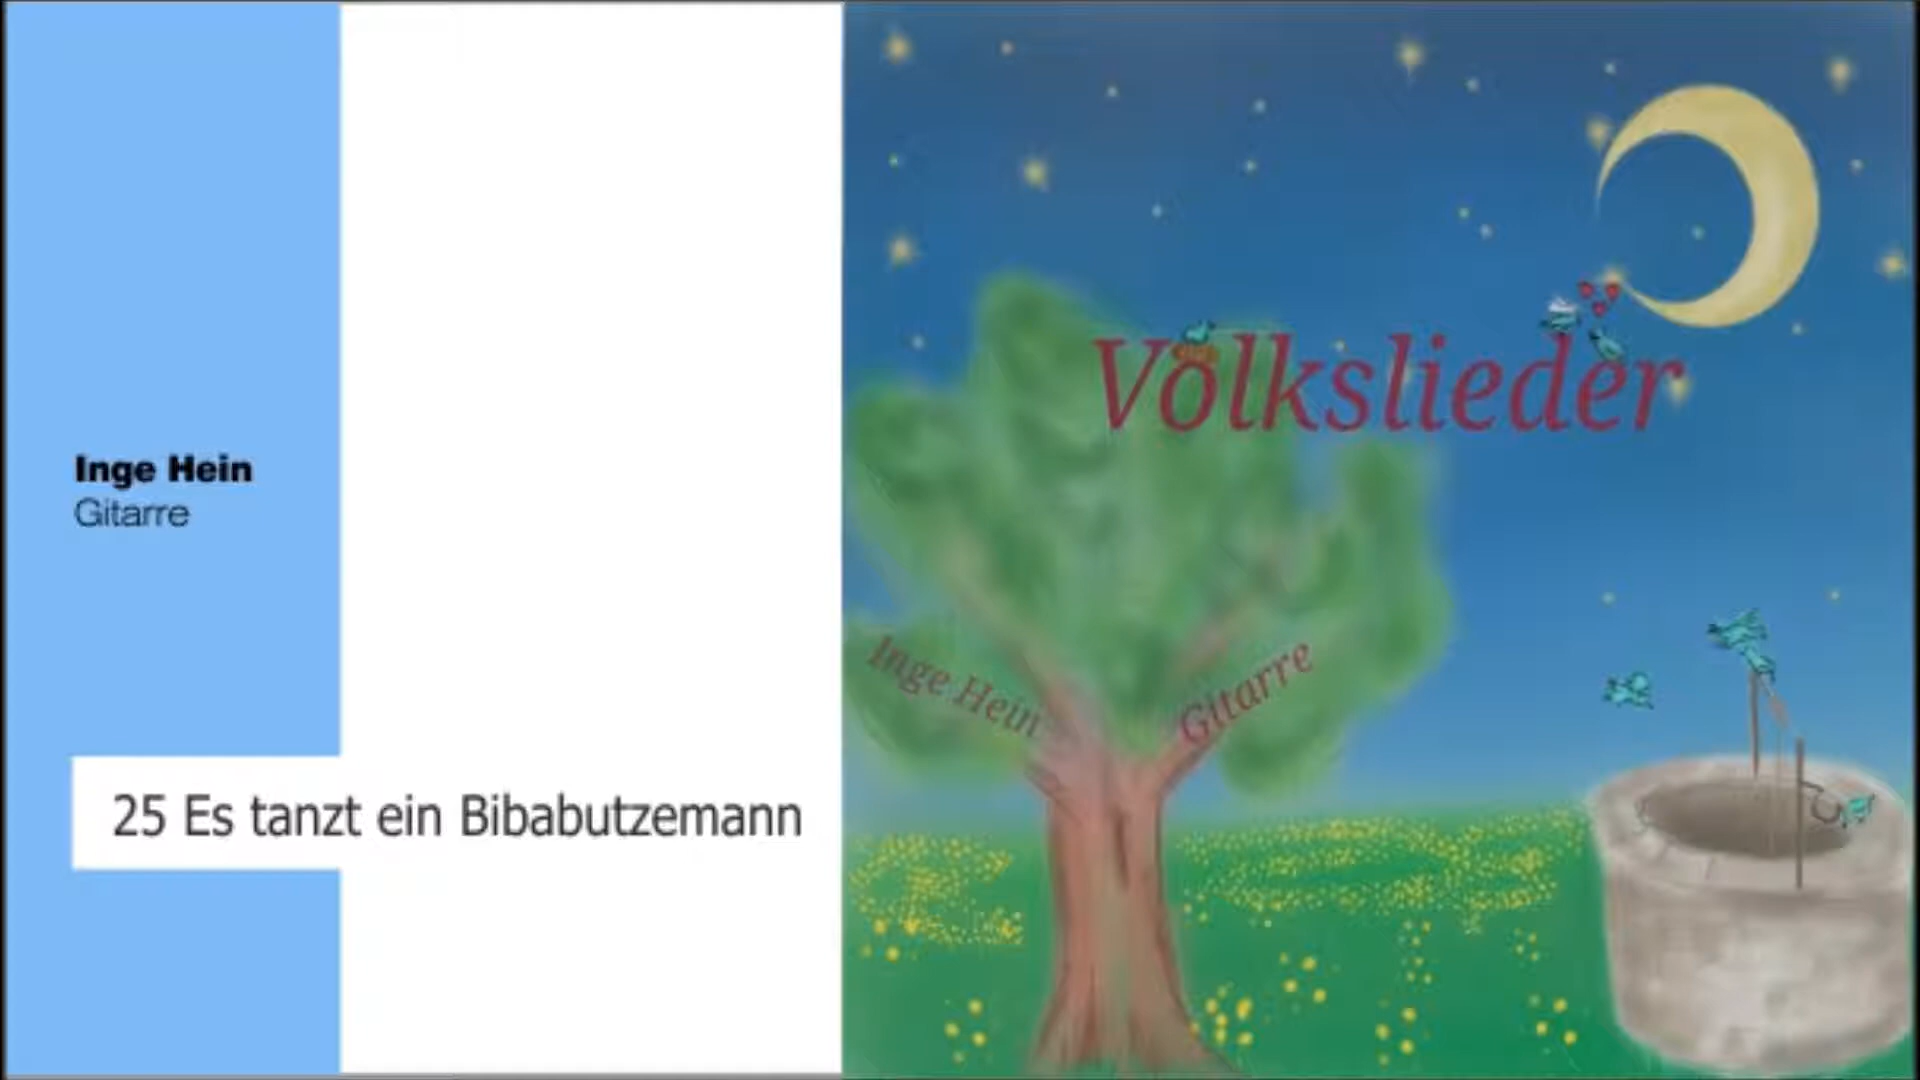 Inge Hein
Gitarre
25 Es tanzt ein Bibabutzemann
Volkslieder
Inge Hein
Gitarre